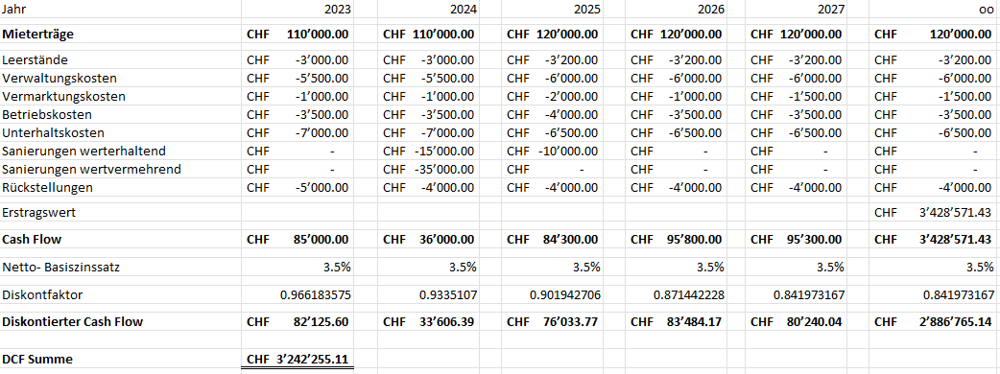 Jahr 2023 2024 2025 2026 2027 oo
Mieterträge CHF 110’000.00 CHF 110’000.00 CHF 120’000.00 CHF 120’000.00 CHF 120’000.00 CHF 120’000.00
Leerstände CHF -3’000.00 CHF -3’000.00 CHF -3’200.00 CHF -3’200.00 CHF -3’200.00 CHF -3’200.00
Verwaltungskosten CHF -5’500.00 CHF -5’500.00 CHF -6’000.00 CHF -6’000.00 CHF -6’000.00 CHF -6’000.00
Vermarktungskosten CHF -1’000.00 CHF -1’000.00 CHF -2’000.00 CHF -1’000.00 CHF -1’500.00 CHF -1’500.00
Betriebskosten CHF -3’500.00 CHF -3’500.00 CHF -4’000.00 CHF -3’500.00 CHF -3’500.00 CHF -3’500.00
Unterhaltskosten CHF -7’000.00 CHF -7’000.00 CHF -6’500.00 CHF -6’500.00 CHF -6’500.00 CHF -6’500.00
Sanierungen werterhaltend CHF - CHF -15’000.00 CHF -10’000.00 CHF - CHF - CHF -
Sanierungen wertvermehrend CHF - CHF -35’000.00 CHF - CHF - CHF - CHF -
Rückstellungen CHF -5’000.00 CHF -4’000.00 CHF -4’000.00 CHF -4’000.00 CHF -4’000.00 CHF -4’000.00
Erstragswert CHF 3’428’571.43
Cash Flow CHF 85’000.00 CHF 36’000.00 CHF 84’300.00 CHF 95’800.00 CHF 95’300.00 CHF 3’428’571.43
Netto- Basiszinssatz 3.5% 3.5% 3.5% 3.5% 3.5% 3.5%
Diskontfaktor 0.966183575 0.9335107 0.901942706 0.871442228 0.841973167 0.841973167
Diskontierter Cash Flow CHF 82’125.60 CHF 33’606.39 CHF 76’033.77 CHF 83’484.17 CHF 80’240.04 CHF 2’886’765.14
DCF Summe CHF 3’242’255.11